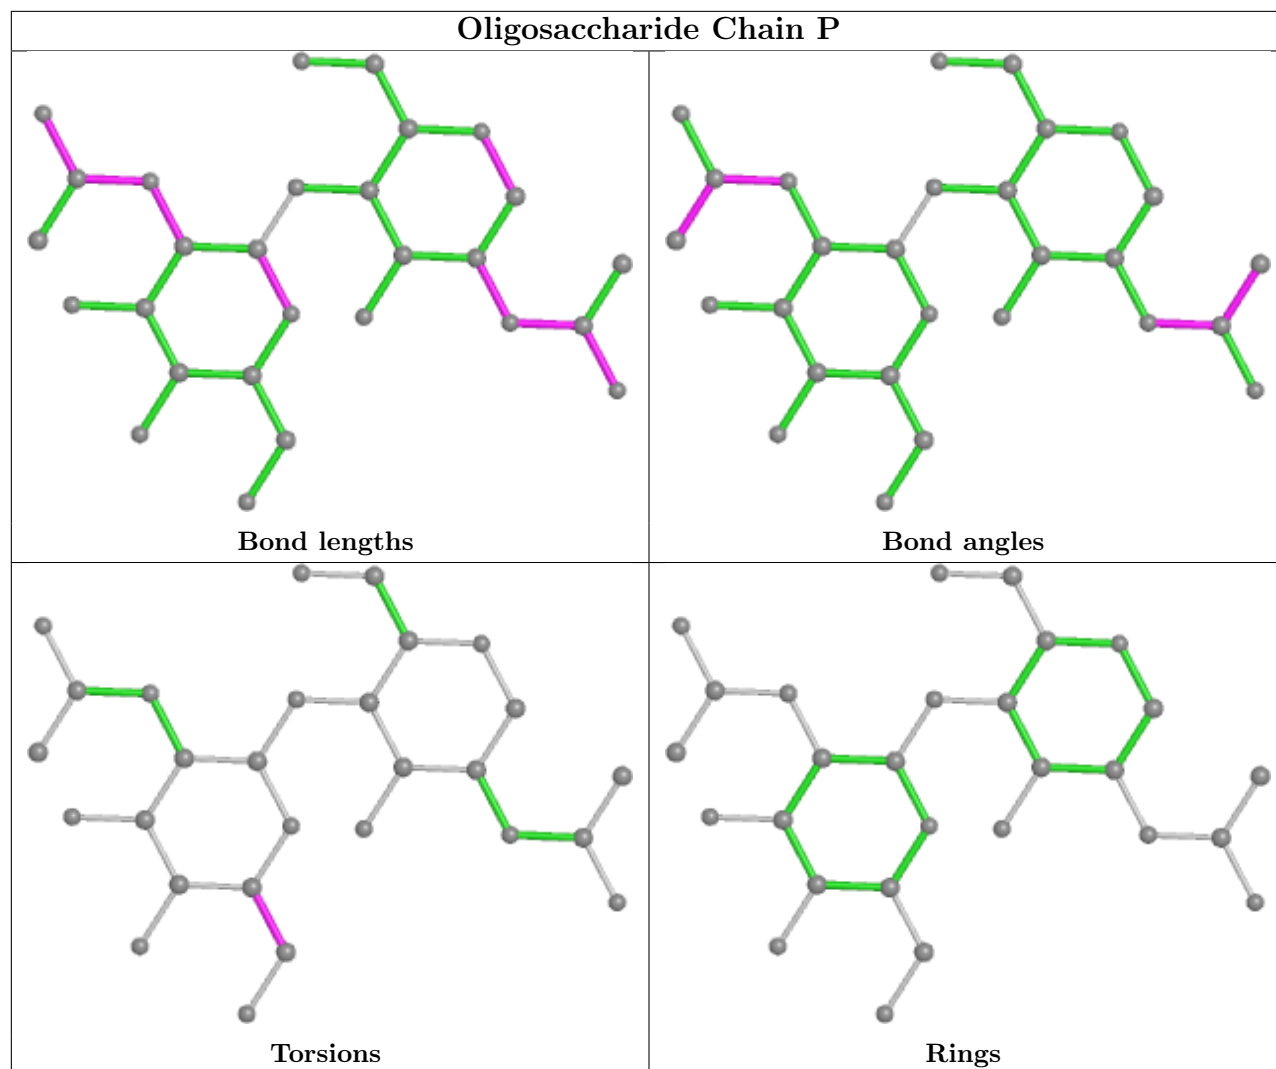 Oligosaccharide Chain P
Bond lengths
Bond angles
Torsions
Rings